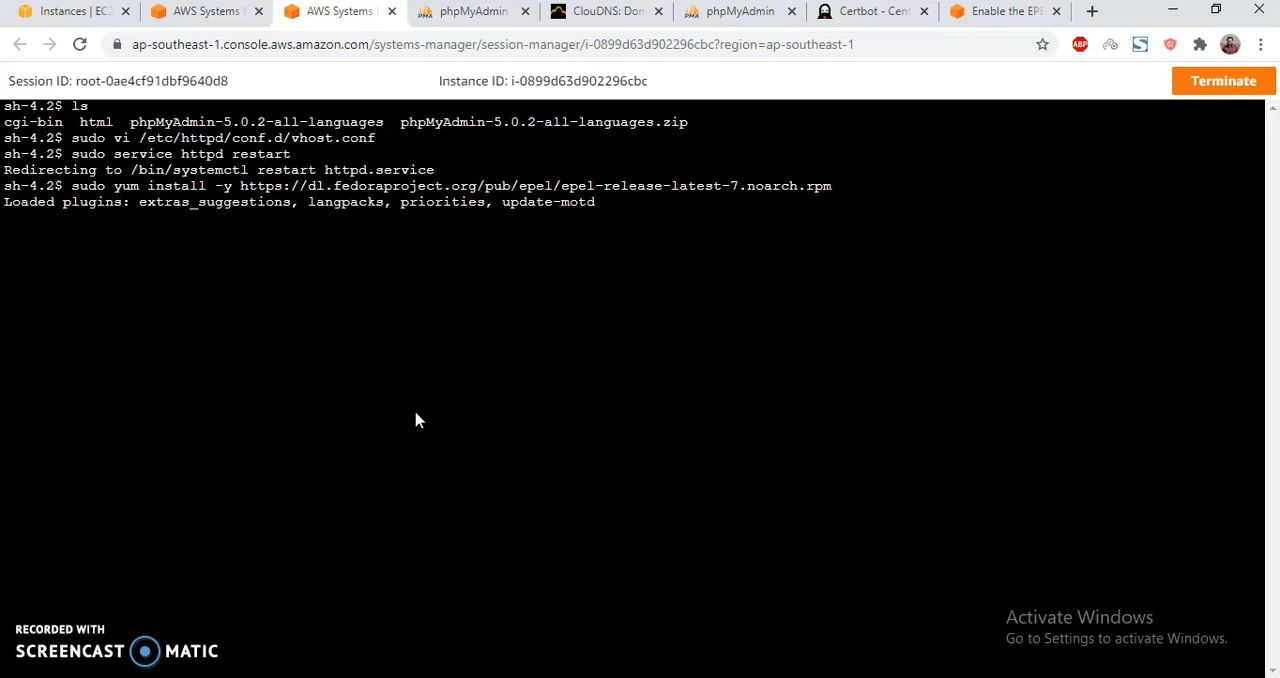 Instances | EC2
AWS Systems
AWS Systems
phpMyAdmin
ClouDNS: Dom
phpMyAdmin
Certbot - Cent
Enable the EPE
ap-southeast-1.console.aws.amazon.com/systems-manager/session-manager/i-0899d63d902296cbc?region=ap-southeast-1
ABP
Session ID: root-0ae4cf91dbf9640d8
Instance ID: i-0899d63d902296cbc
Terminate
sh-4.2$ ls
cgi-bin html phpMyAdmin-5.0.2-all-languages phpMyAdmin-5.0.2-all-languages.zip
sh-4.2$ sudo vi /etc/httpd/conf.d/vhost.conf
sh-4.2$ sudo service httpd restart
Redirecting to /bin/systemctl restart httpd.service
sh-4.2$ sudo yum install -y https://dl.fedoraproject.org/pub/epel/epel-release-latest-7.noarch.rpm
Loaded plugins: extras_suggestions, langpacks, priorities, update-motd
Activate Windows
Go to Settings to activate Windows.
RECORDED WITH
SCREENCAST MATIC